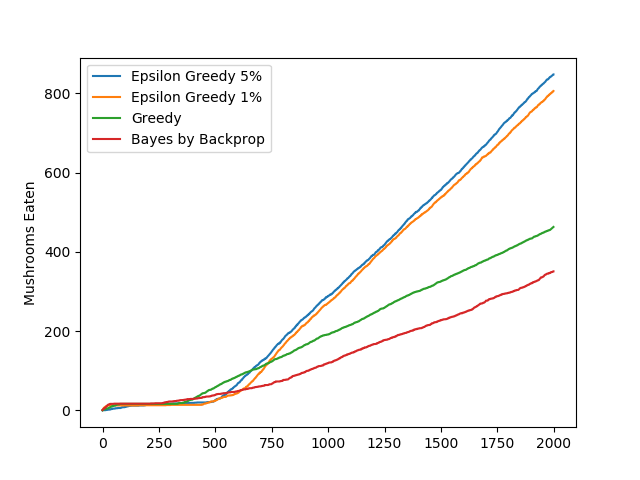 Epsilon Greedy 5%
Epsilon Greedy 1%
Greedy
Bayes by Backprop
Mushrooms Eaten
800
600
400
200
0
0 250 500 750 1000 1250 1500 1750 2000